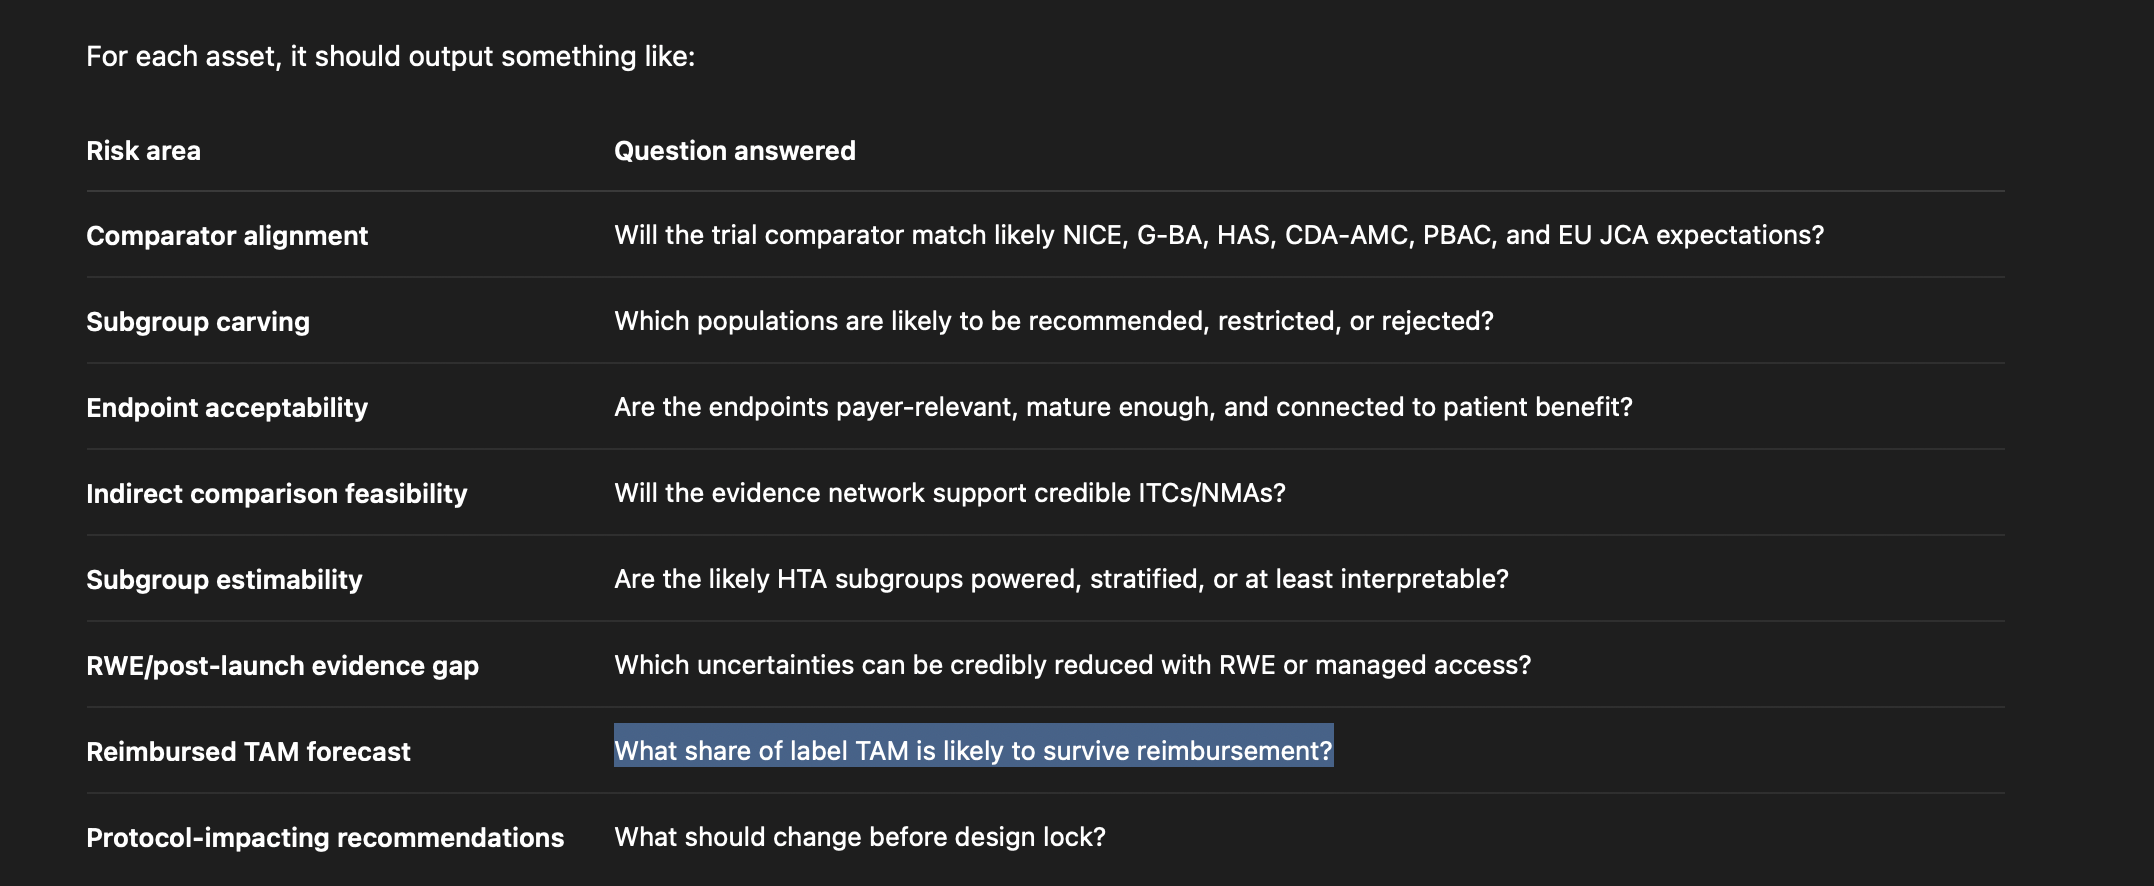 For each asset, it should output something like:
Risk area Question answered
Comparator alignment Will the trial comparator match likely NICE, G-BA, HAS, CDA-AMC, PBAC, and EU JCA expectations?
Subgroup carving Which populations are likely to be recommended, restricted, or rejected?
Endpoint acceptability Are the endpoints payer-relevant, mature enough, and connected to patient benefit?
Indirect comparison feasibility Will the evidence network support credible ITCs/NMAs?
Subgroup estimability Are the likely HTA subgroups powered, stratified, or at least interpretable?
RWE/post-launch evidence gap Which uncertainties can be credibly reduced with RWE or managed access?
Reimbursed TAM forecast What share of label TAM is likely to survive reimbursement?
Protocol-impacting recommendations What should change before design lock?